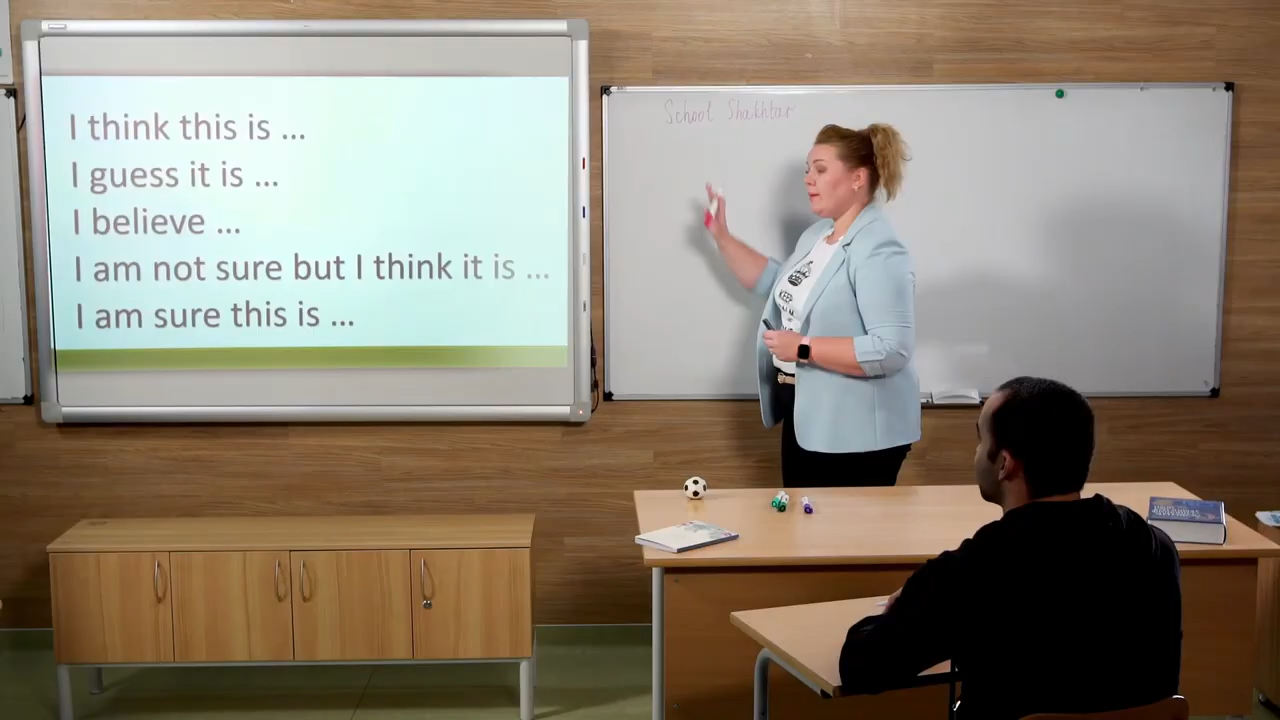 I think this is ...
I guess it is ...
I believe ...
I am not sure but I think it is ...
I am sure this is ...
School Shakhtar
KEEP